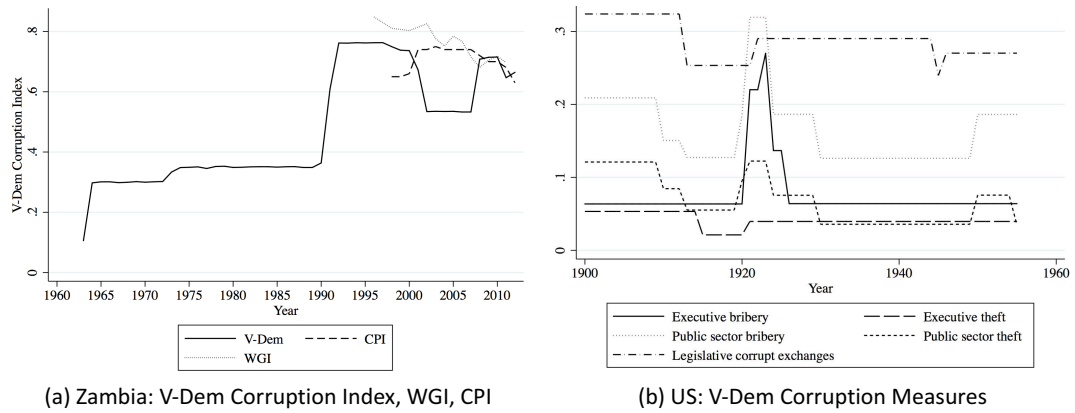 V-Dem Corruption Index
.8
.6
.4
.2
0
1960 1965 1970 1975 1980 1985 1990 1995 2000 2005 2010
Year
V-Dem CPI
WGI
(a) Zambia: V-Dem Corruption Index, WGI, CPI
.3
.2
.1
0
1900 1920 1940 1960
Year
Executive bribery Executive theft
Public sector bribery Public sector theft
Legislative corrupt exchanges
(b) US: V-Dem Corruption Measures